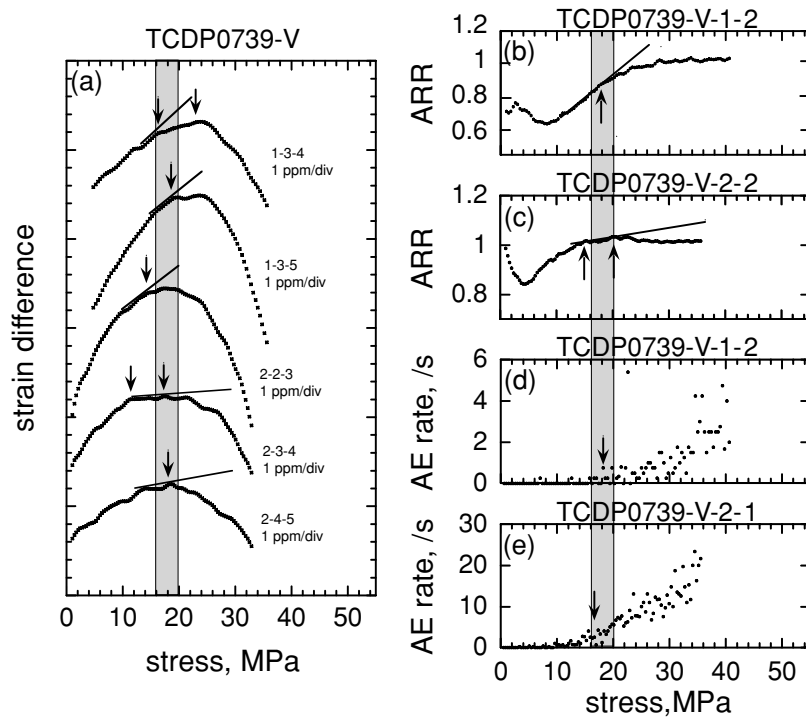 TCDP0739-V
(a)
1-3-4
1 ppm/div
1-3-5
1 ppm/div
2-2-3
1 ppm/div
2-3-4
1 ppm/div
2-4-5
1 ppm/div
strain difference
0 10 20 30 40 50
stress, MPa
TCDP0739-V-1-2
(b)
1.2
1
0.8
0.6
ARR
TCDP0739-V-2-2
(c)
1.2
1
0.8
ARR
TCDP0739-V-1-2
(d)
6
4
2
0
AE rate, /s
TCDP0739-V-2-1
(e)
30
20
10
0
AE rate, /s
0 10 20 30 40 50
stress,MPa